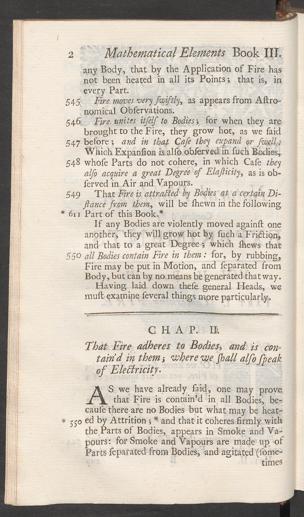 2 Mathematical Elements Book III.
any Body, that by the Application of Fire has
not been heated in all its Points; that is, in
every Part.
545 Fire moves very swiftly, as appears from Astro-
nomical Observations.
546 Fire unites itself to Bodies; for when they are
brought to the Fire, they grow hot, as we said
547 before; and in that Case they expand or swell;
Which Expansion is also observed in such Bodies,
548 whose Parts do not cohere, in which Case they
also acquire a great Degree of Elasticity, as is ob-
served in Air and Vapours.
549 That Fire is attracted by Bodies at a certain Di-
stance from them, will be shewn in the following
* 611 Part of this Book.*
If any Bodies are violently moved against one
another, they will grow hot by such a Friction,
and that to a great Degree; which shews that
550 all Bodies contain Fire in them: for, by rubbing,
Fire may be put in Motion, and separated from
Body, but can by no means be generated that way.
Having laid down these general Heads, we
must examine several things more particularly.
CHAP. II.
That Fire adheres to Bodies, and is con-
tain'd in them; where we shall also speak
of Electricity.
AS we have already said, one may prove
that Fire is contain'd in all Bodies, be-
cause there are no Bodies but what may be heat-
* 550 ed by Attrition; * and that it coheres firmly with
the Parts of Bodies, appears in Smoke and Va-
pours: for Smoke and Vapours are made up of
Parts separated from Bodies, and agitated (some-
times